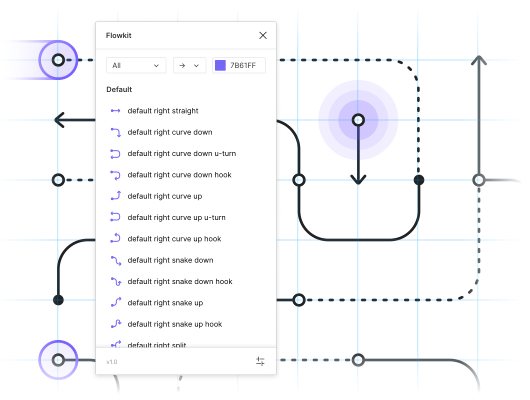 Flowkit
All
7B61FF
Default
default right straight
default right curve down
default right curve down u-turn
default right curve down hook
default right curve up
default right curve up u-turn
default right curve up hook
default right snake down
default right snake down hook
default right snake up
default right snake up hook
default right split
v1.0